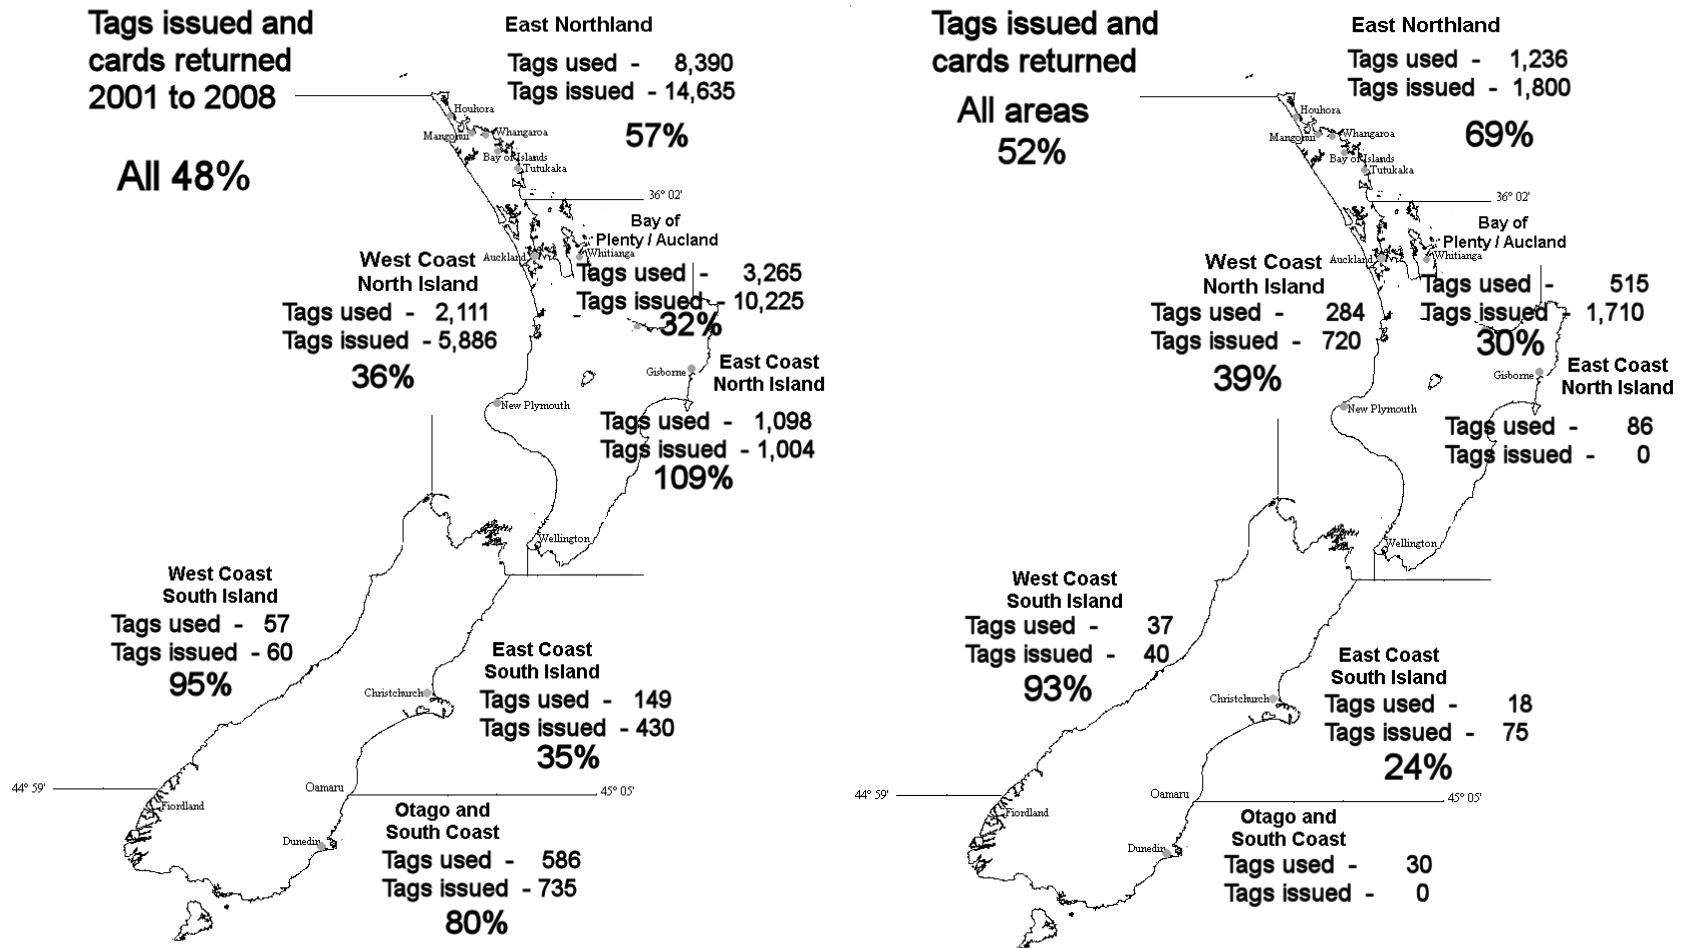 Tags issued and
cards returned
2001 to 2008
All 48%
East Northland
Tags used - 8,390
Tags issued - 14,635
57%
Houhora
Mangonui
Whangaroa
Bay of Islands
Tutukaka
36° 02'
Bay of
Plenty / Aucland
Auckland
Whitianga
Tags used - 3,265
Tags issued - 10,225
32%
West Coast
North Island
Tags used - 2,111
Tags issued - 5,886
36%
East Coast
North Island
Gisborne
New Plymouth
Tags used - 1,098
Tags issued - 1,004
109%
Wellington
West Coast
South Island
Tags used - 57
Tags issued - 60
95%
East Coast
South Island
Christchurch
Tags used - 149
Tags issued - 430
35%
44° 59'
Oamaru
45° 05'
Fiordland
Otago and
South Coast
Dunedin
Tags used - 586
Tags issued - 735
80%
Tags issued and
cards returned
All areas
52%
East Northland
Tags used - 1,236
Tags issued - 1,800
69%
Houhora
Mangonui
Whangaroa
Bay of Islands
Tutukaka
36° 02'
Bay of
Plenty / Aucland
Auckland
Whitianga
Tags used - 515
Tags issued - 1,710
30%
West Coast
North Island
Tags used - 284
Tags issued - 720
39%
East Coast
North Island
Gisborne
New Plymouth
Tags used - 86
Tags issued - 0
Wellington
West Coast
South Island
Tags used - 37
Tags issued - 40
93%
East Coast
South Island
Christchurch
Tags used - 18
Tags issued - 75
24%
44° 59'
Oamaru
45° 05'
Fiordland
Otago and
South Coast
Dunedin
Tags used - 30
Tags issued - 0